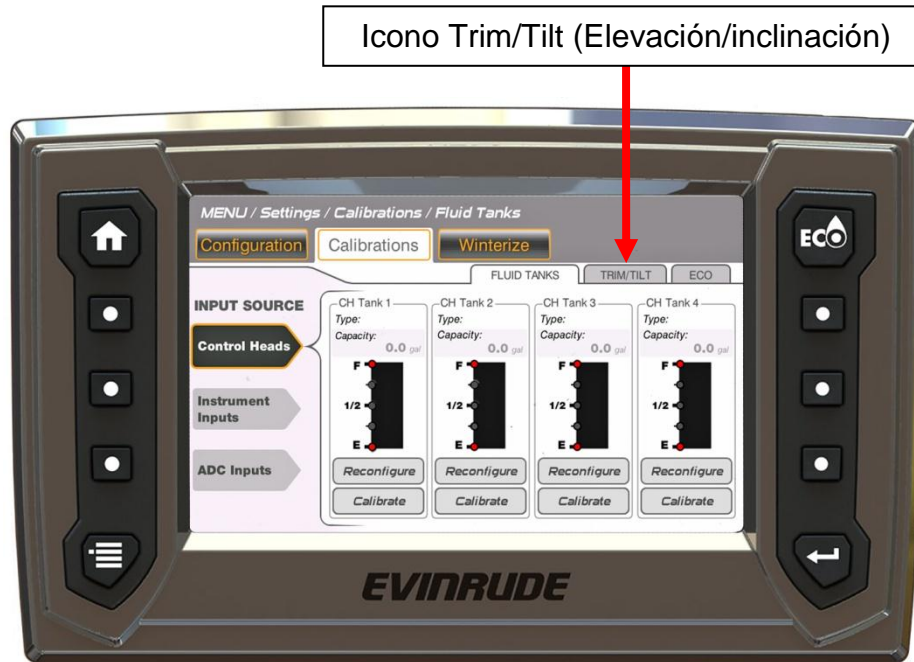 Icono Trim/Tilt (Elevación/inclinación)
MENU / Settings / Calibrations / Fluid Tanks
Configuration Calibrations Winterize
ECO
FLUID TANKS TRIM/TILT ECO
INPUT SOURCE
Control Heads
Instrument
Inputs
ADC Inputs
CH Tank 1
Type:
Capacity:
0.0 gal
F
1/2
E
Reconfigure
Calibrate
CH Tank 2
Type:
Capacity:
0.0 gal
F
1/2
E
Reconfigure
Calibrate
CH Tank 3
Type:
Capacity:
0.0 gal
F
1/2
E
Reconfigure
Calibrate
CH Tank 4
Type:
Capacity:
0.0 gal
F
1/2
E
Reconfigure
Calibrate
EVINRUDE